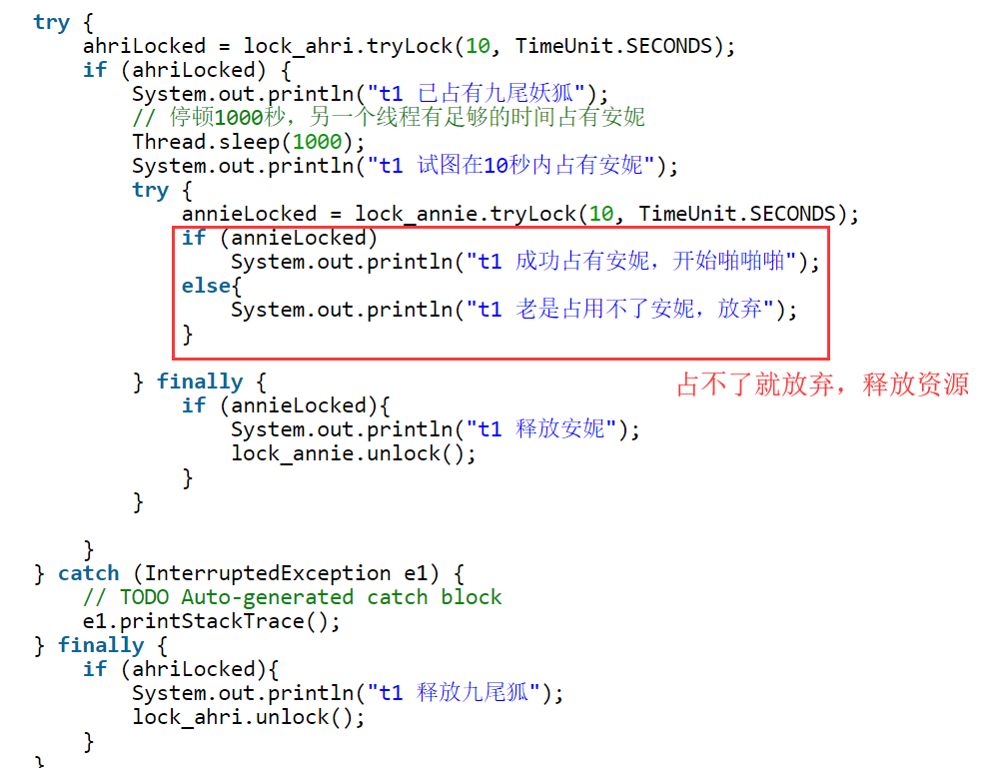 try {
ahriLocked = lock_ahri.tryLock(10, TimeUnit.SECONDS);
if (ahriLocked) {
System.out.println("t1 已占有九尾妖狐");
// 停顿1000秒，另一个线程有足够的时间占有安妮
Thread.sleep(1000);
System.out.println("t1 试图在10秒内占有安妮");
try {
annieLocked = lock_annie.tryLock(10, TimeUnit.SECONDS);
if (annieLocked)
System.out.println("t1 成功占有安妮，开始啪啪啪");
else{
System.out.println("t1 老是占用不了安妮，放弃");
}
} finally {
占不了就放弃，释放资源
if (annieLocked){
System.out.println("t1 释放安妮");
lock_annie.unlock();
}
}
}
} catch (InterruptedException e1) {
// TODO Auto-generated catch block
e1.printStackTrace();
} finally {
if (ahriLocked){
System.out.println("t1 释放九尾狐");
lock_ahri.unlock();
}
}